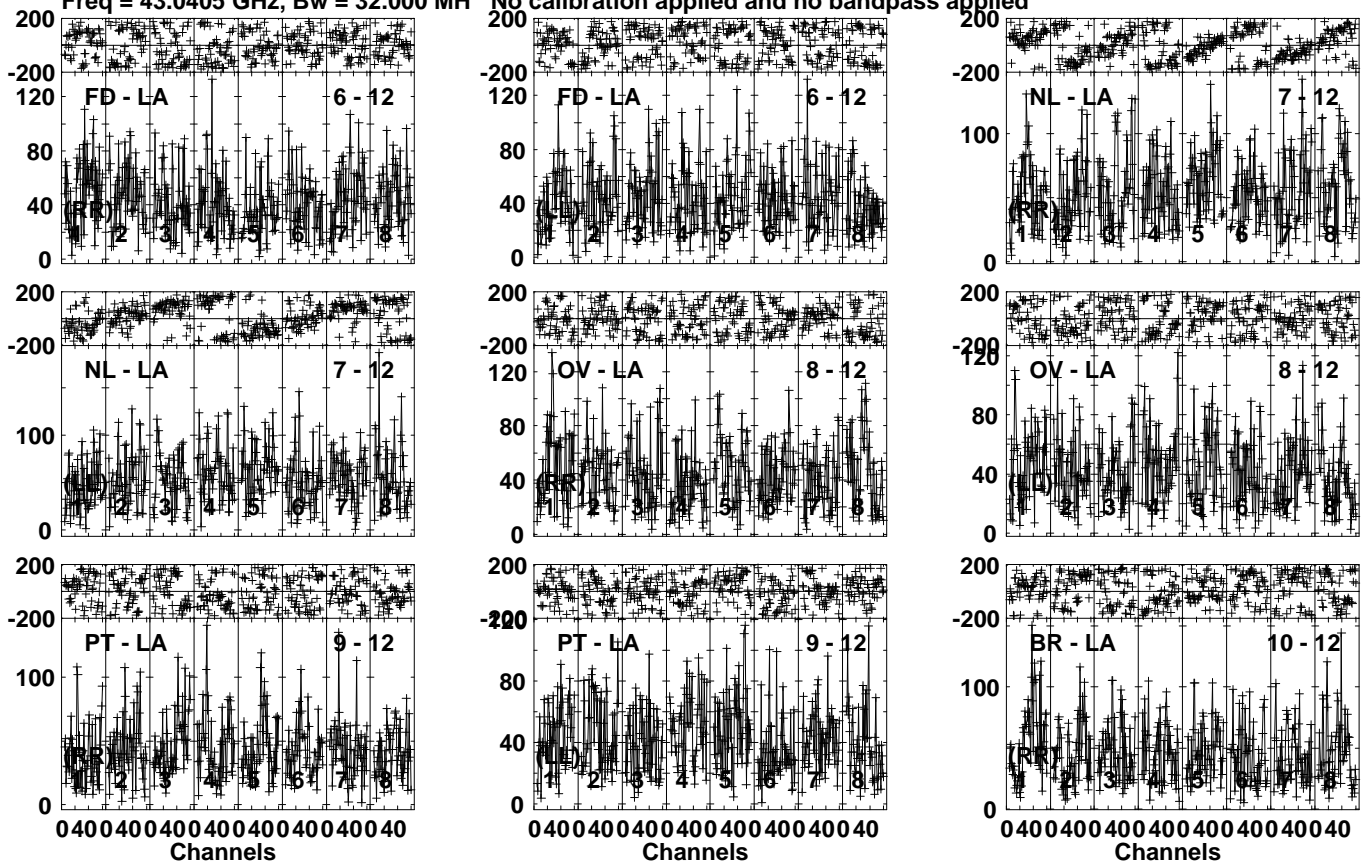 Freq = 43.0405 GHz, Bw = 32.000 MH No calibration applied and no bandpass applied
200
-200
FD - LA 6 - 12
120
80
40
0
(RR)
1 2 3 4 5 6 7 8
200
-200
FD - LA 6 - 12
120
80
40
0
(LL)
1 2 3 4 5 6 7 8
200
-200
NL - LA 7 - 12
100
0
(RR)
1 2 3 4 5 6 7 8
200
-200
NL - LA 7 - 12
100
0
(LL)
1 2 3 4 5 6 7 8
200
-200
OV - LA 8 - 12
120
80
40
0
(RR)
1 2 3 4 5 6 7 8
200
-200
120
OV - LA 8 - 12
80
40
0
(LL)
1 2 3 4 5 6 7 8
200
-200
PT - LA 9 - 12
100
0
(RR)
1 2 3 4 5 6 7 8
0 40 0 40 0 40 0 40 0 40 0 40 0 40 0 40
Channels
200
-200
120
PT - LA 9 - 12
80
40
0
(LL)
1 2 3 4 5 6 7 8
0 40 0 40 0 40 0 40 0 40 0 40 0 40 0 40
Channels
200
-200
BR - LA 10 - 12
100
0
(RR)
1 2 3 4 5 6 7 8
0 40 0 40 0 40 0 40 0 40 0 40 0 40 0 40
Channels